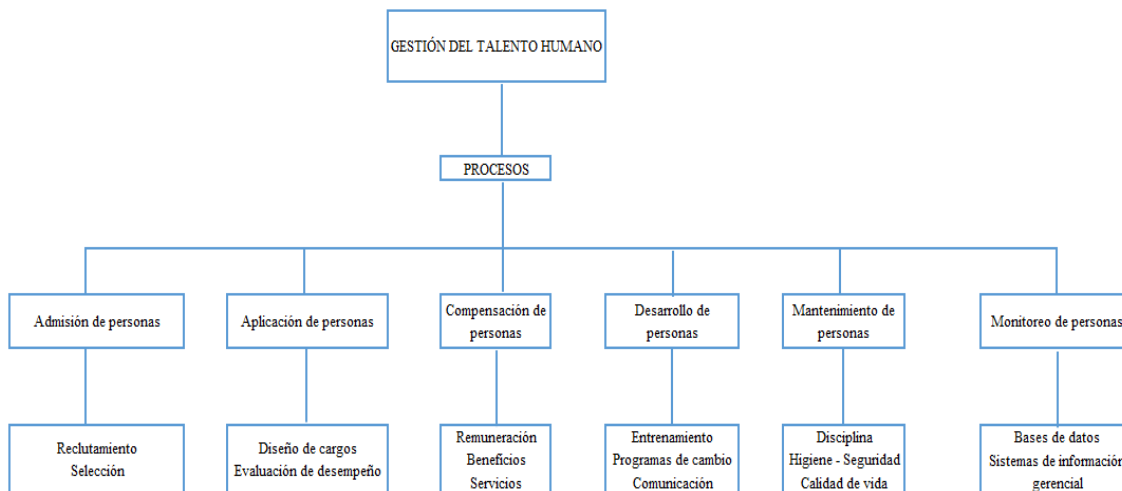 GESTIÓN DEL TALENTO HUMANO
PROCESOS
Admisión de personas
Aplicación de personas
Compensación de
personas
Desarrollo de
personas
Mantenimiento de
personas
Monitoreo de personas
Reclutamiento
Selección
Diseño de cargos
Evaluación de desempeño
Remuneración
Beneficios
Servicios
Entrenamiento
Programas de cambio
Comunicación
Disciplina
Higiene - Seguridad
Calidad de vida
Bases de datos
Sistemas de información
gerencial